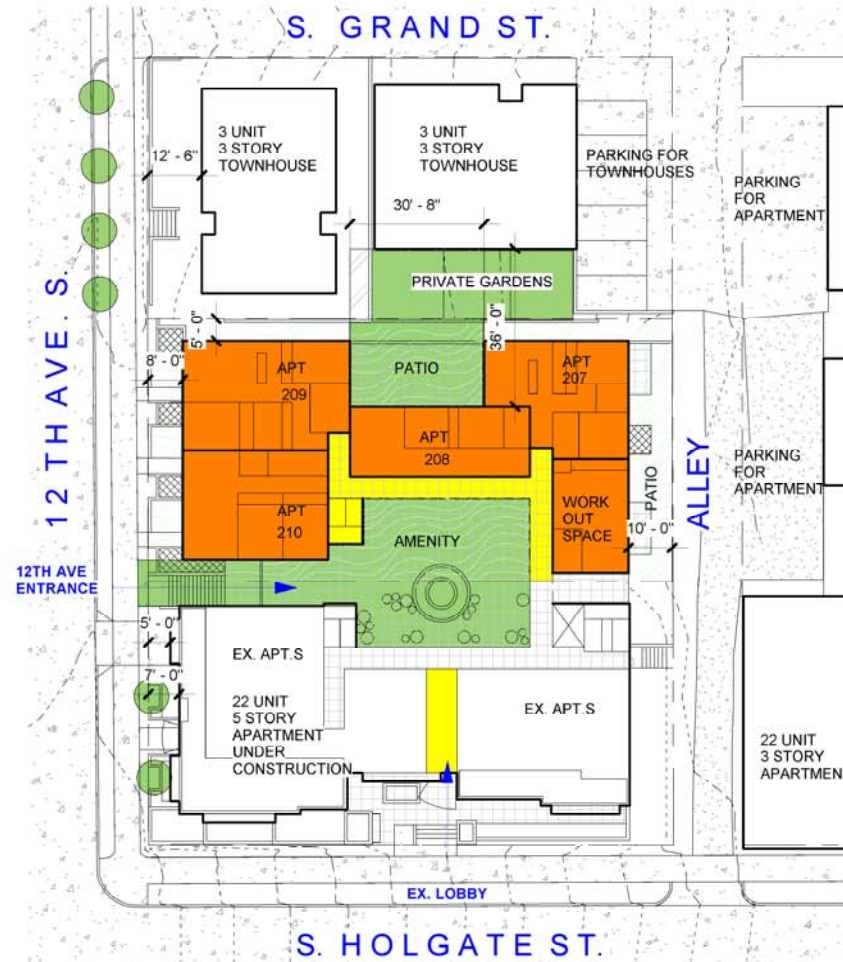 S. GRAND ST.
3 UNIT
3 STORY
TOWNHOUSE
3 UNIT
3 STORY
TOWNHOUSE
12' - 6"
PARKING FOR
TOWNHOUSES
PARKING
FOR
APARTMENT
30' - 8"
PRIVATE GARDENS
12 TH AVE. S.
5' - 0"
36' - 0"
8' - 0"
APT
209
PATIO
APT
207
APT
208
ALLEY
PARKING
FOR
APARTMENT
APT
210
AMENITY
WORK
OUT
SPACE
PATIO
10' - 0"
12TH AVE
ENTRANCE
5' - 0"
7' - 0"
EX. APT.S
22 UNIT
5 STORY
APARTMENT
UNDER
CONSTRUCTION
EX. APT.S
22 UNIT
3 STORY
APARTMEN
EX. LOBBY
S. HOLGATE ST.